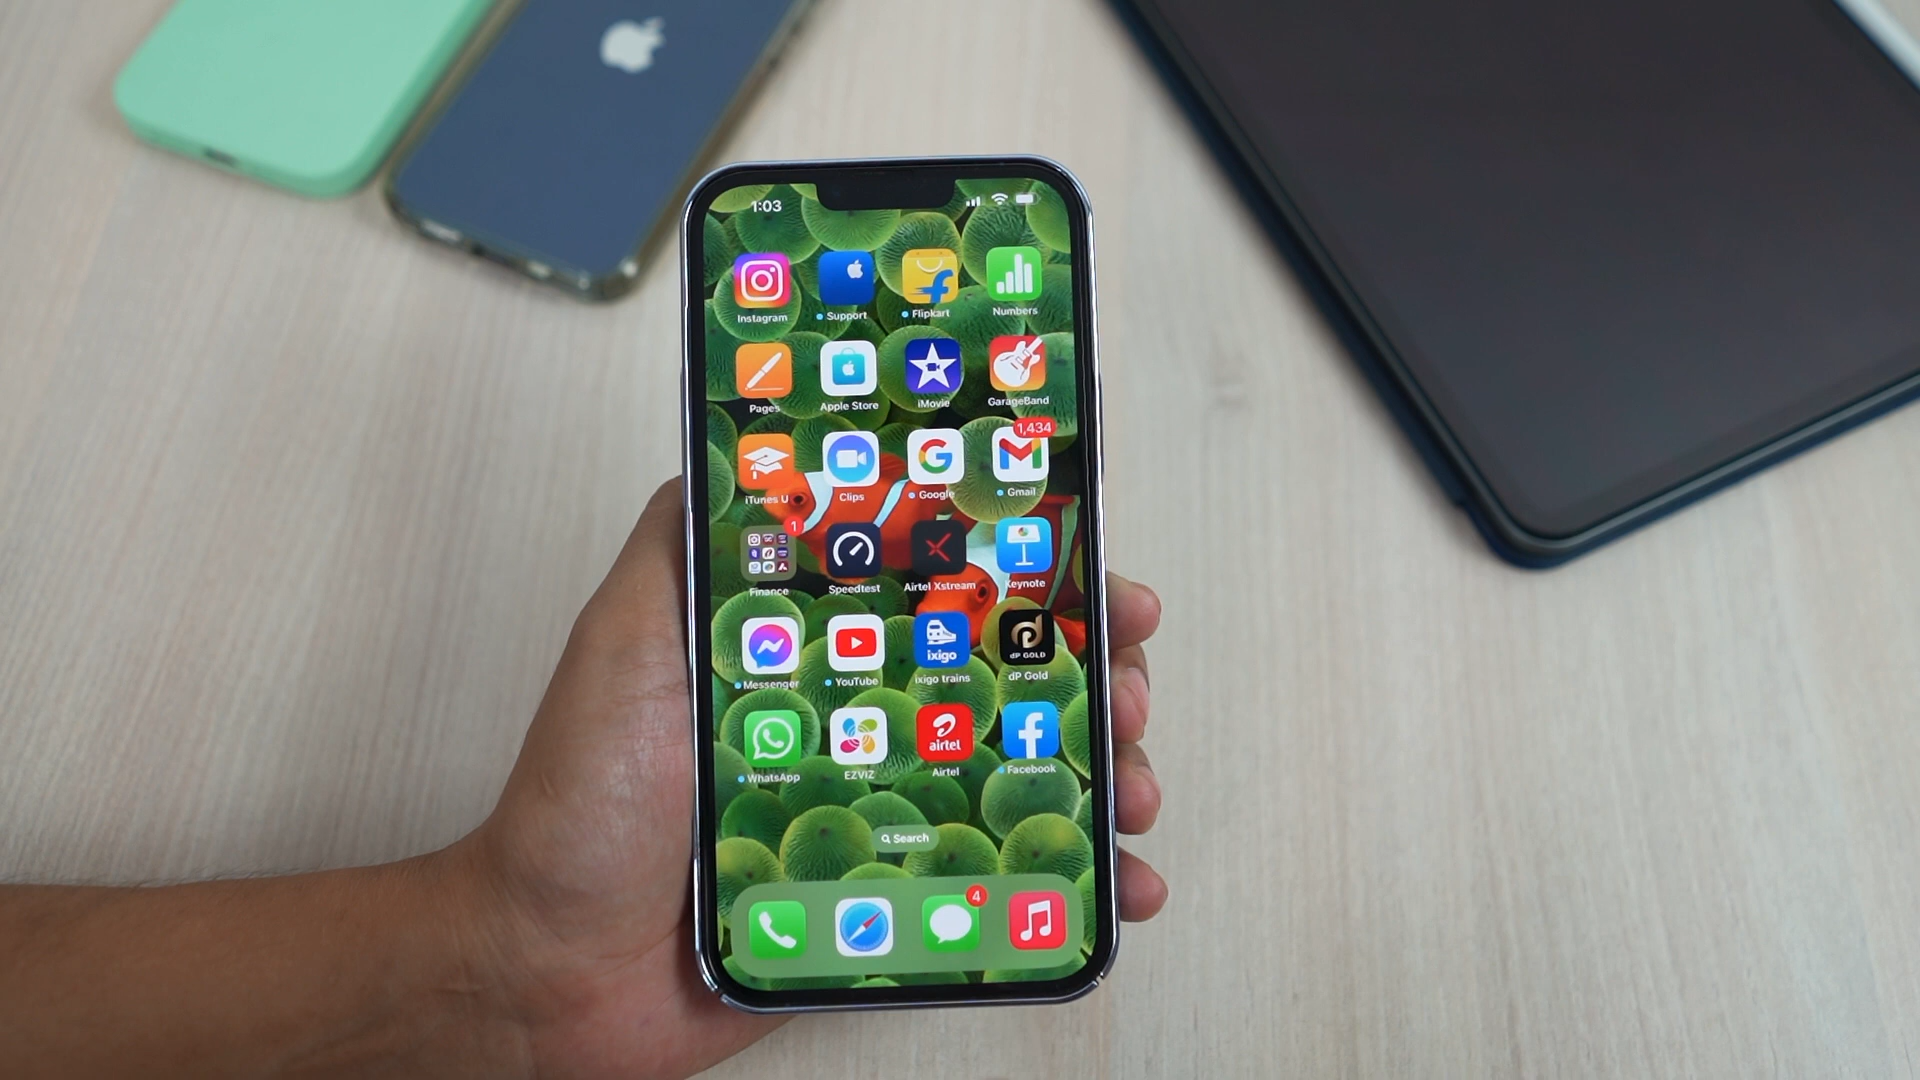 1:03
Instagram
Support
Flipkart
Numbers
Pages
Apple Store
iMovie
GarageBand
1,434
iTunes U
Clips
Google
Gmail
1
Finance
Speedtest
Airtel Xstream
Keynote
ixigo
dP GOLD
Messenger
YouTube
ixigo trains
dP Gold
airtel
WhatsApp
EZVIZ
Airtel
Facebook
Search
4